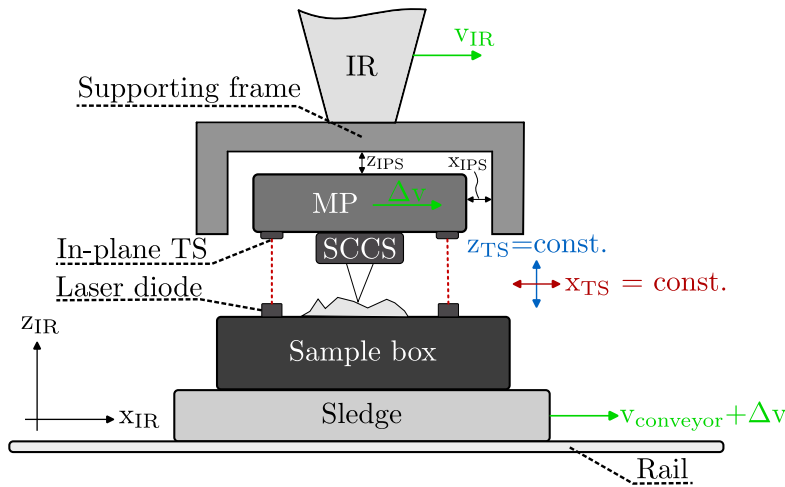 v_IR
IR
Supporting frame
z_IPS
x_IPS
MP
Δv
In-plane TS
SCCS
z_TS=const.
Laser diode
x_TS = const.
z_IR
Sample box
x_IR
Sledge
v_conveyor+Δv
Rail